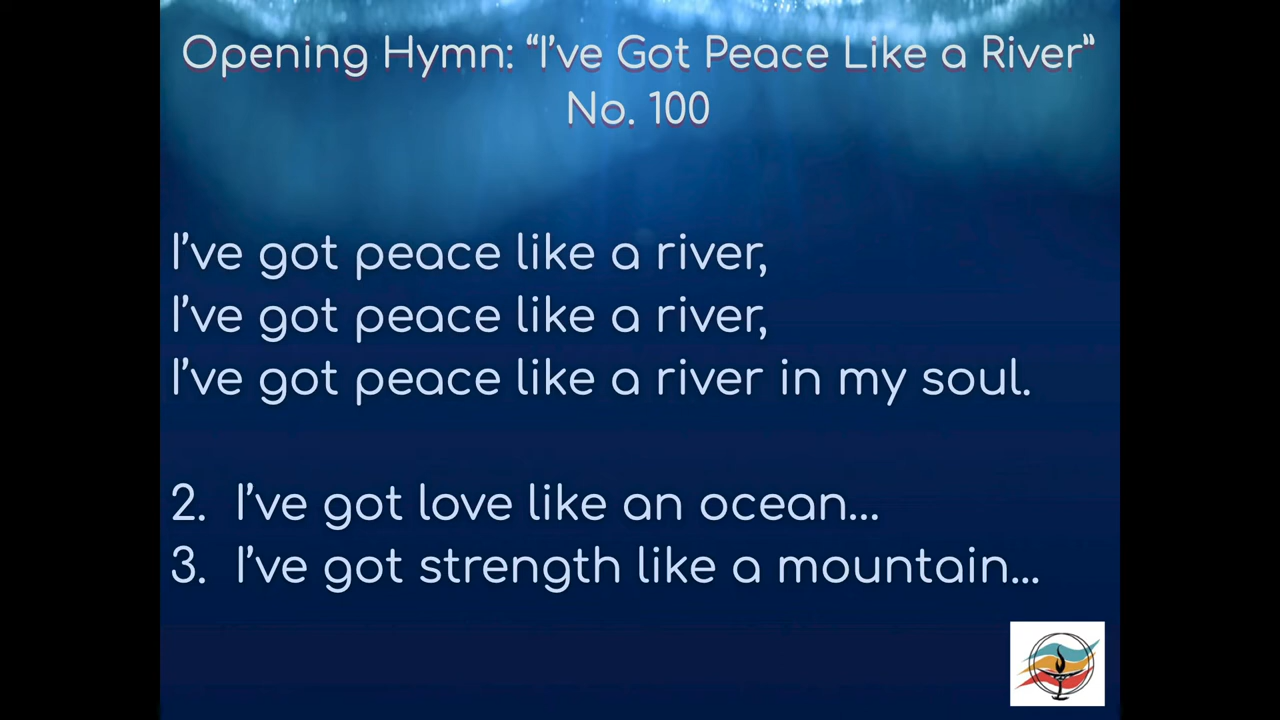 Opening Hymn: “I’ve Got Peace Like a River”
No. 100
I’ve got peace like a river,
I’ve got peace like a river,
I’ve got peace like a river in my soul.
2. I’ve got love like an ocean...
3. I’ve got strength like a mountain...